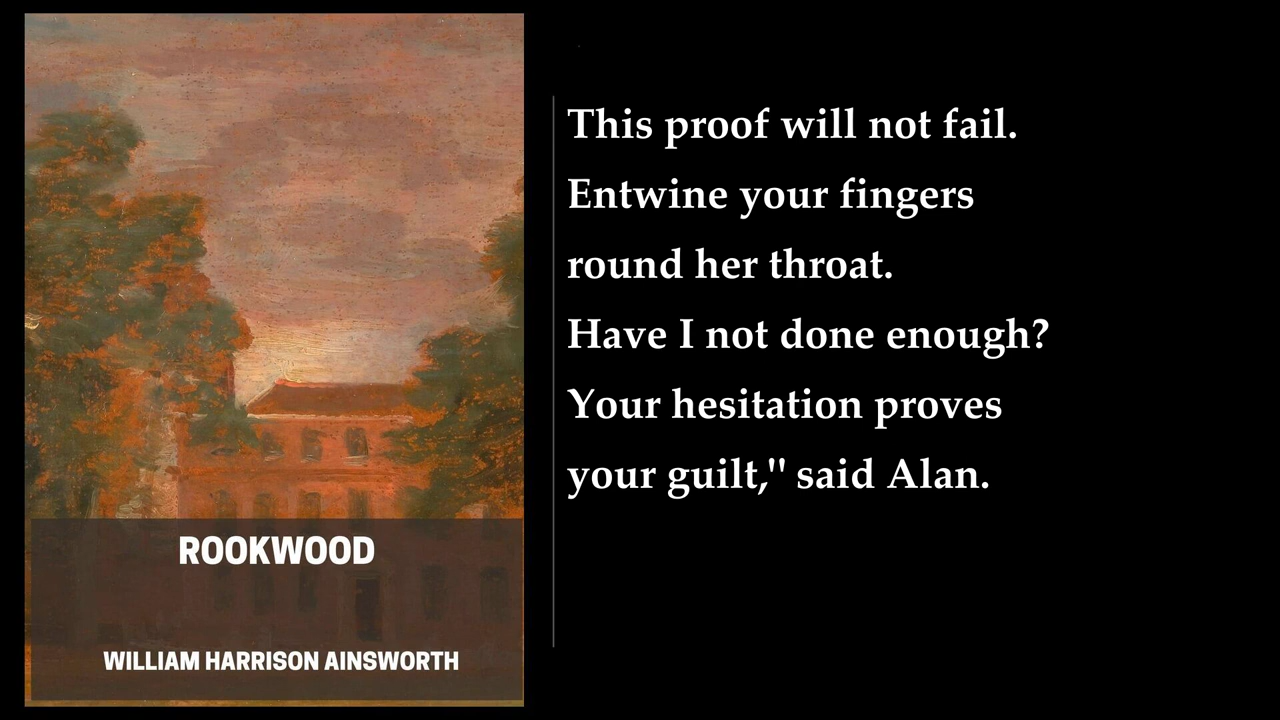 ROOKWOOD
WILLIAM HARRISON AINSWORTH
This proof will not fail.
Entwine your fingers
round her throat.
Have I not done enough?
Your hesitation proves
your guilt," said Alan.